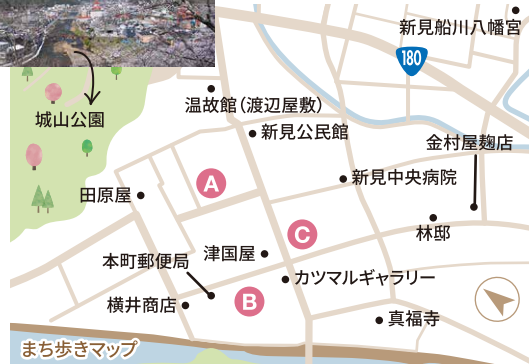 新見船川八幡宮
180
温故館（渡辺屋敷）
城山公園
新見公民館
金村屋麹店
A
新見中央病院
田原屋
C
林邸
津国屋
本町郵便局
カツマルギャラリー
B
横井商店
真福寺
まち歩きマップ